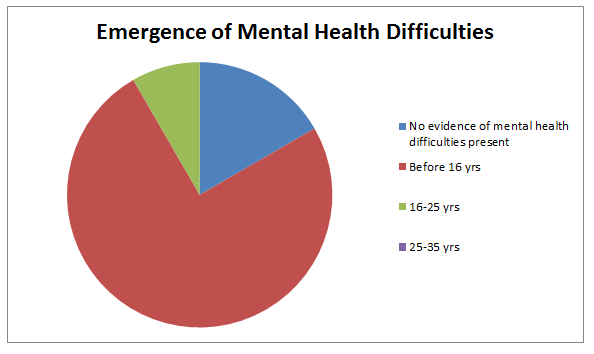 Emergence of Mental Health Difficulties
No evidence of mental health
difficulties present
Before 16 yrs
16-25 yrs
25-35 yrs